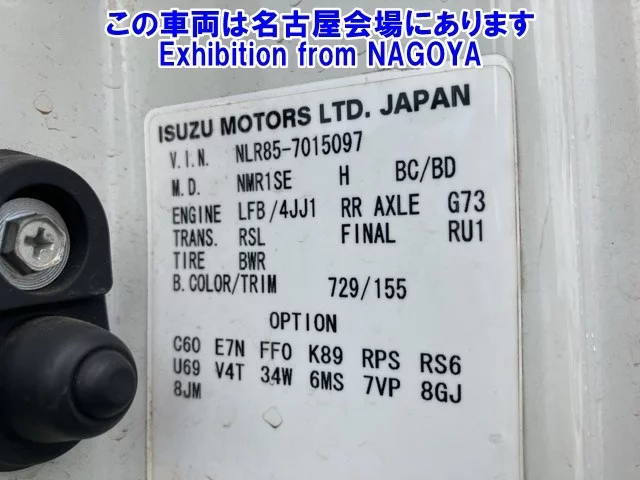 この車両は名古屋会場にあります
Exhibition from NAGOYA
ISUZU MOTORS LTD. JAPAN
V.I.N. NLR85-7015097
M.D. NMR1SE H BC/BD
ENGINE LFB/4JJ1 RR AXLE G73
TRANS. RSL FINAL RU1
TIRE BWR
B.COLOR/TRIM 729/155
OPTION
C60 E7N FF0 K89 RPS RS6
U69 V4T 34W 6MS 7VP 8GJ
8JM